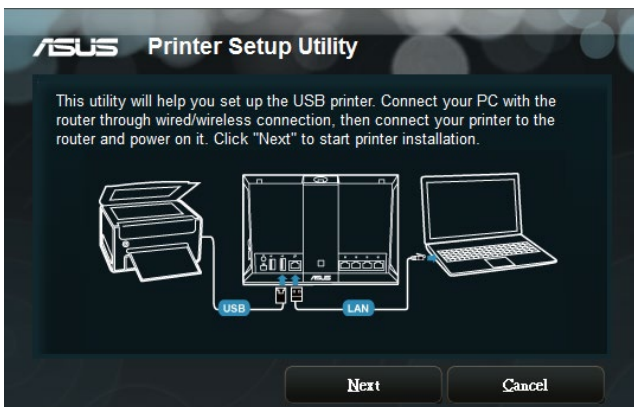 ASUS Printer Setup Utility
This utility will help you set up the USB printer. Connect your PC with the
router through wired/wireless connection, then connect your printer to the
router and power on it. Click "Next" to start printer installation.
ASUS
USB
LAN
Next
Cancel